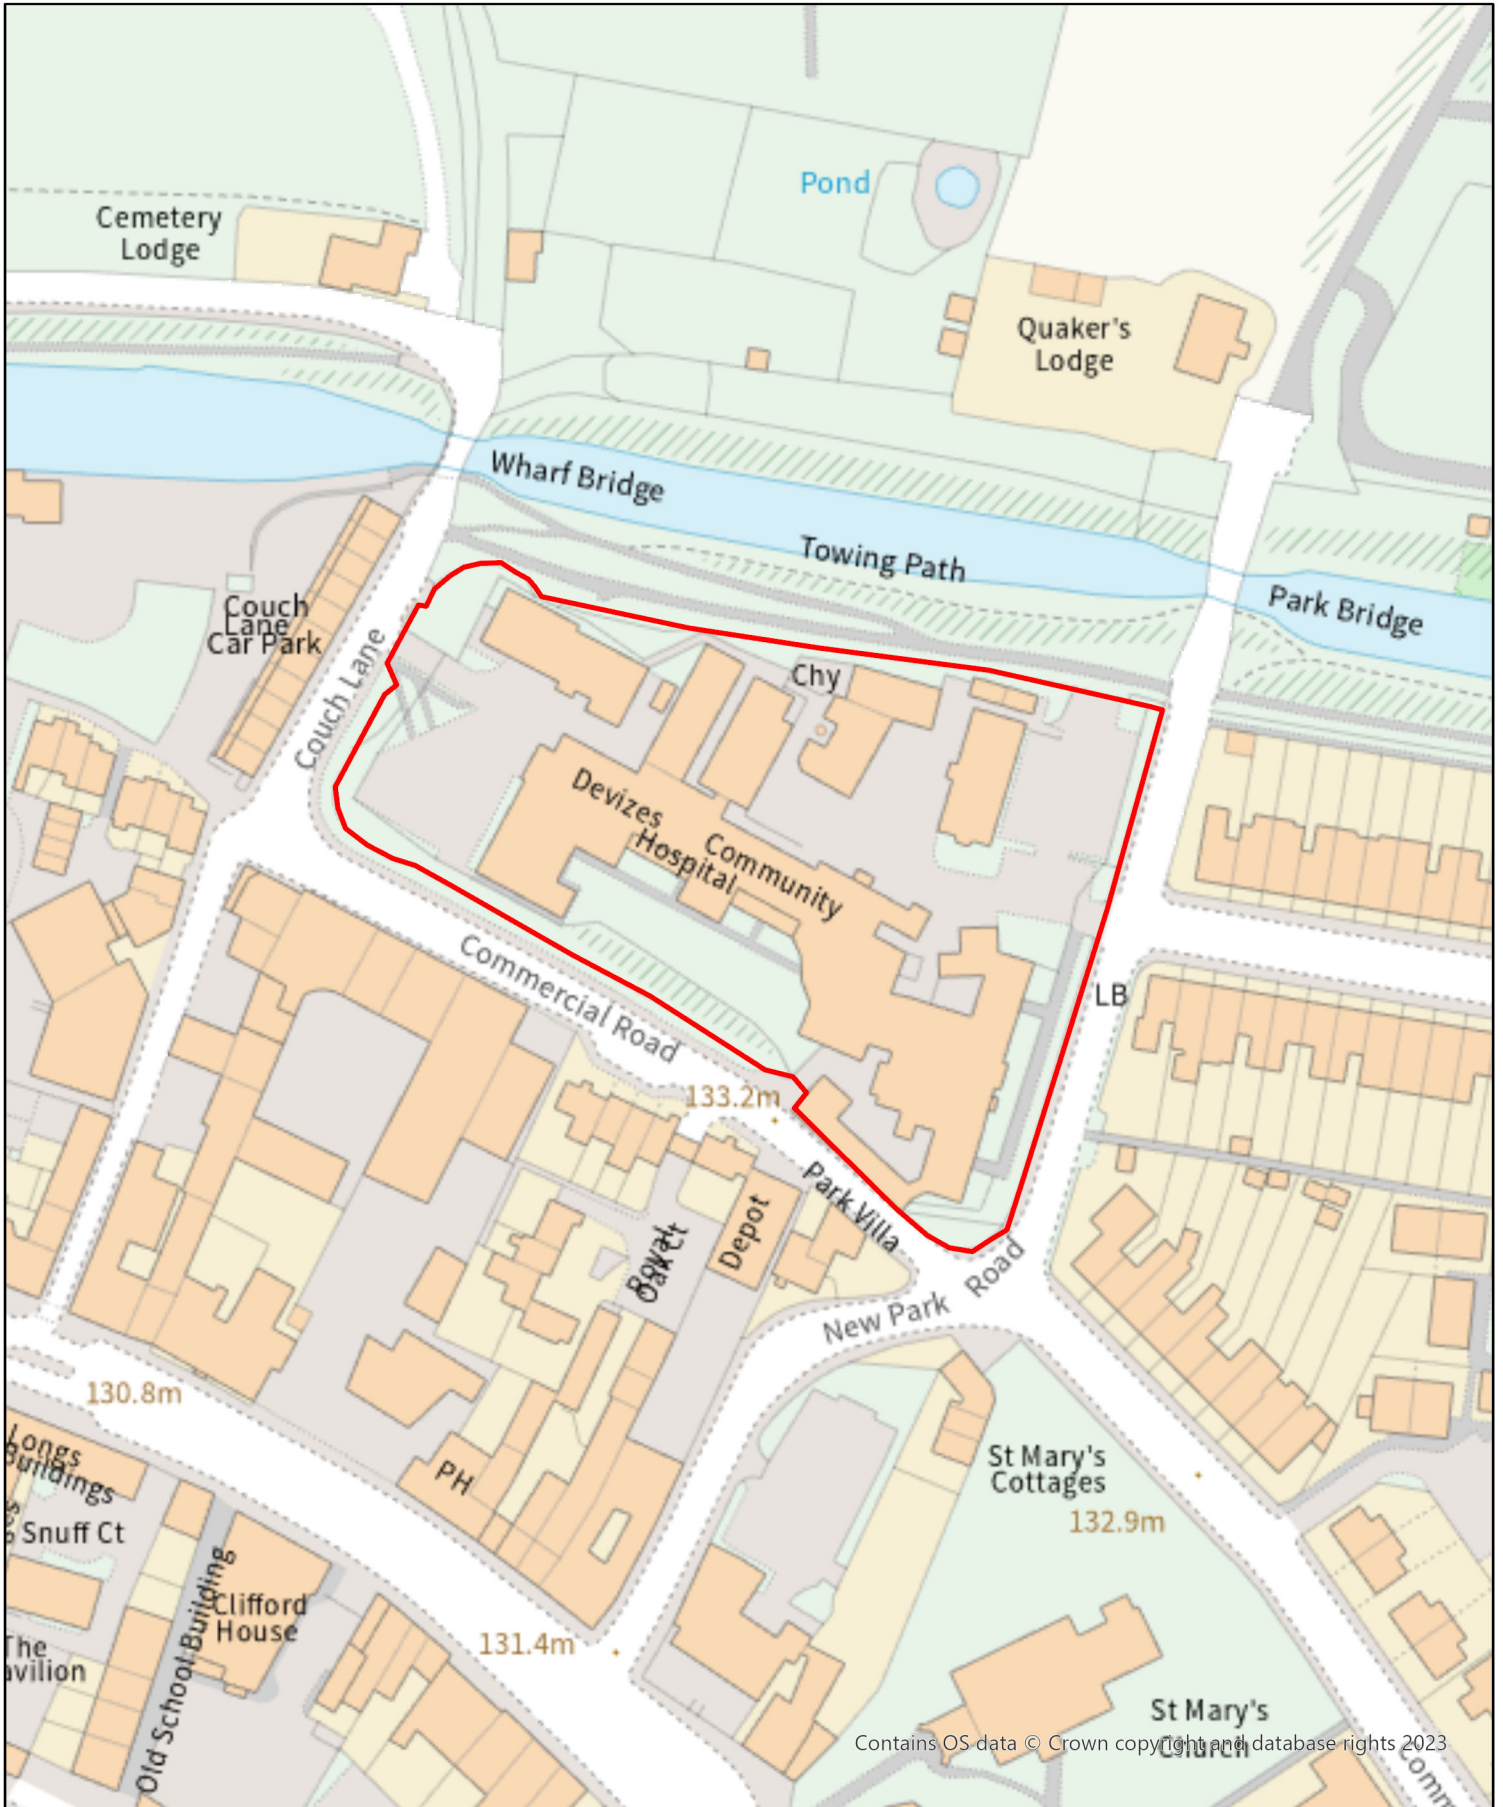 Pond
Cemetery
Lodge
Quaker's
Lodge
Wharf Bridge
Towing Path
Park Bridge
Couch
Lane
Car Park
Couch Lane
Chy
Devizes
Community
Hospital
Commercial Road
LB
133.2m
Park Villa
Royal
Oak Ct
Depot
New Park
Road
130.8m
Longs
Buildings
PH
St Mary's
Cottages
132.9m
Snuff Ct
Clifford
House
Old School Building
131.4m
The
avilion
St Mary's
Church
Contains OS data © Crown copyright and database rights 2023
Comm